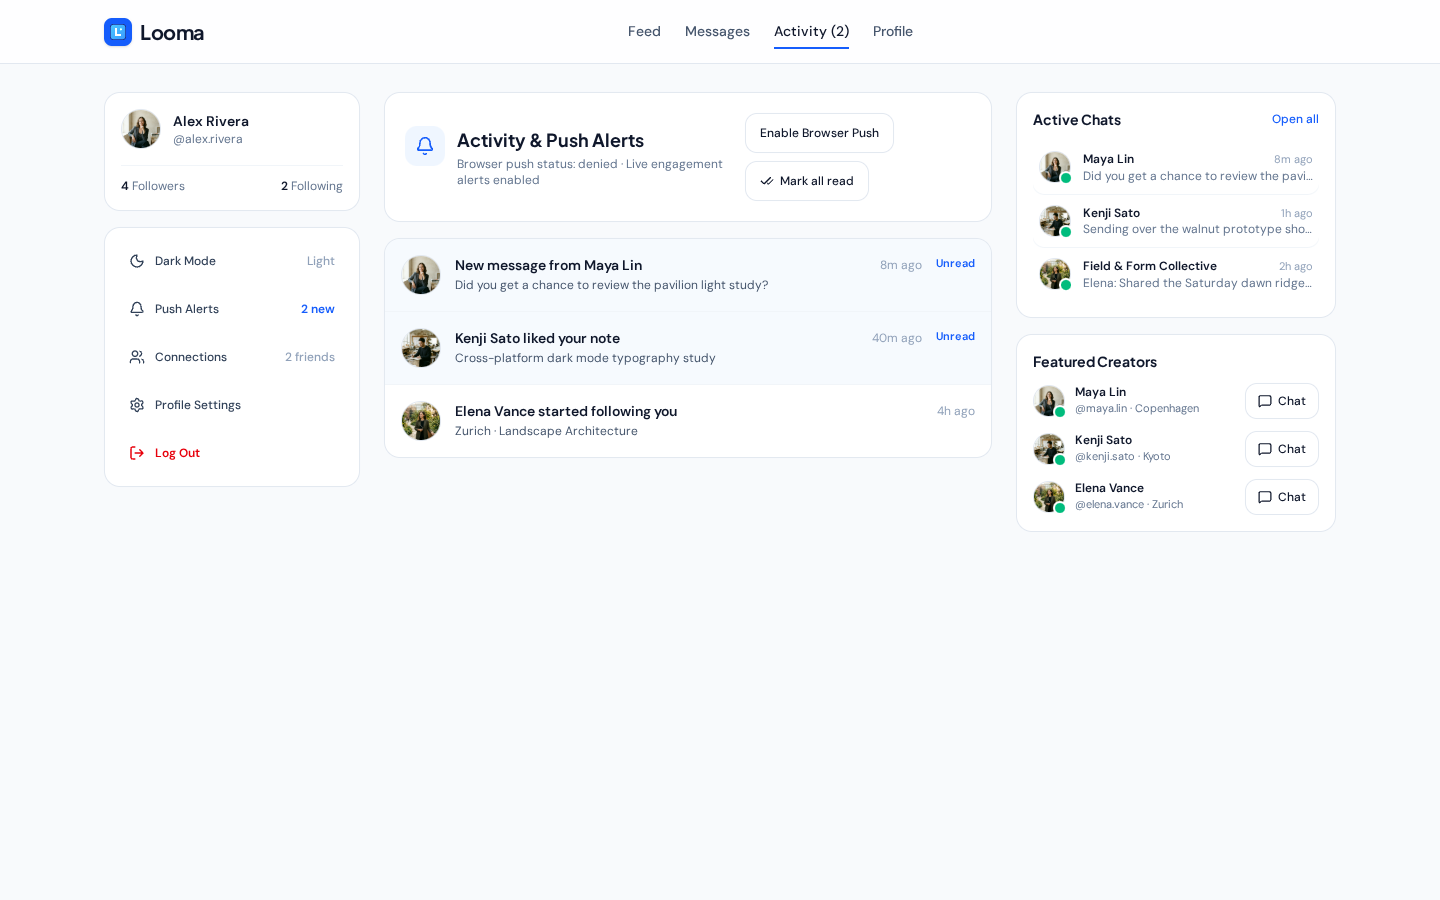 Looma
Feed
Messages
Activity (2)
Profile
Alex Rivera
@alex.rivera
4 Followers
2 Following
Dark Mode
Light
Push Alerts
2 new
Connections
2 friends
Profile Settings
Log Out
Activity & Push Alerts
Browser push status: denied · Live engagement
alerts enabled
Enable Browser Push
Mark all read
New message from Maya Lin
8m ago
Unread
Did you get a chance to review the pavilion light study?
Kenji Sato liked your note
40m ago
Unread
Cross-platform dark mode typography study
Elena Vance started following you
4h ago
Zurich · Landscape Architecture
Active Chats
Open all
Maya Lin
8m ago
Did you get a chance to review the pavi...
Kenji Sato
1h ago
Sending over the walnut prototype sho...
Field & Form Collective
2h ago
Elena: Shared the Saturday dawn ridge...
Featured Creators
Maya Lin
@maya.lin · Copenhagen
Chat
Kenji Sato
@kenji.sato · Kyoto
Chat
Elena Vance
@elena.vance · Zurich
Chat